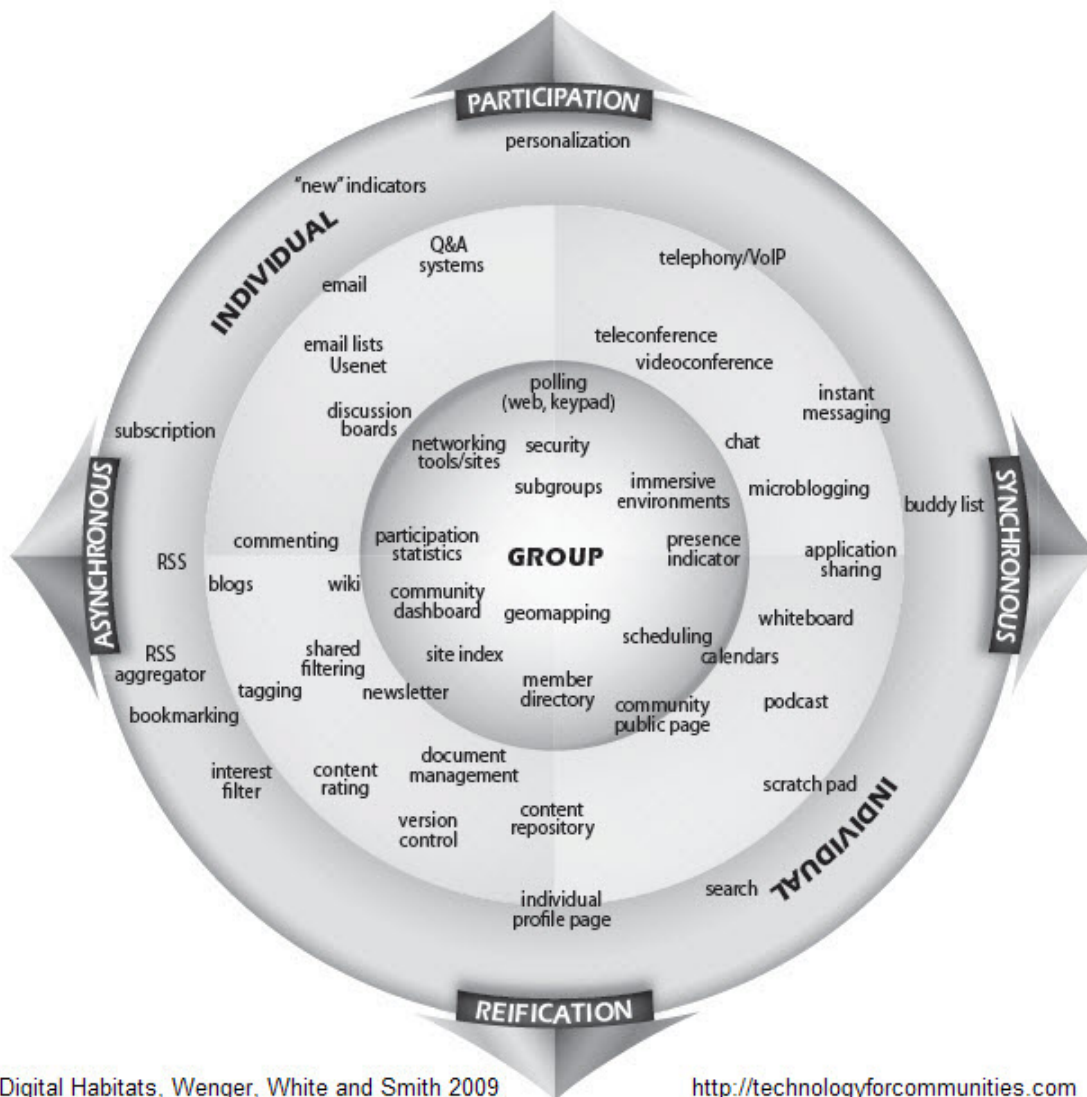 PARTICIPATION
personalization
"new" indicators
INDIVIDUAL
Q&A
systems
telephony/VoIP
email
teleconference
email lists
Usenet
videoconference
polling
(web, keypad)
instant
messaging
discussion
boards
subscription
networking
tools/sites
security
chat
subgroups
immersive
environments
microblogging
buddy list
ASYNCHRONOUS
SYNCHRONOUS
commenting
participation
statistics
GROUP
presence
indicator
application
sharing
RSS
blogs
wiki
community
dashboard
geomapping
whiteboard
scheduling
calendars
RSS
aggregator
shared
filtering
site index
tagging
newsletter
member
directory
community
public page
podcast
bookmarking
interest
filter
content
rating
document
management
scratch pad
INDIVIDUAL
version
control
content
repository
search
individual
profile page
REIFICATION
Digital Habitats, Wenger, White and Smith 2009
http://technologyforcommunities.com